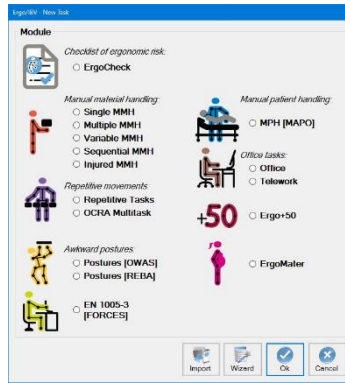 Ergo/IBV - New Task
Module
Checklist of ergonomic risk:
ErgoCheck
Manual material handling:
Single MMH
Multiple MMH
Variable MMH
Sequential MMH
Injured MMH
Repetitive movements:
Repetitive Tasks
OCRA Multitask
Awkward postures:
Postures [OWAS]
Postures [REBA]
EN 1005-3
[FORCES]
Manual patient handling:
MPH [MAPO]
Office tasks:
Office
Telework
+50
Ergo+50
ErgoMater
Import
Wizard
Ok
Cancel